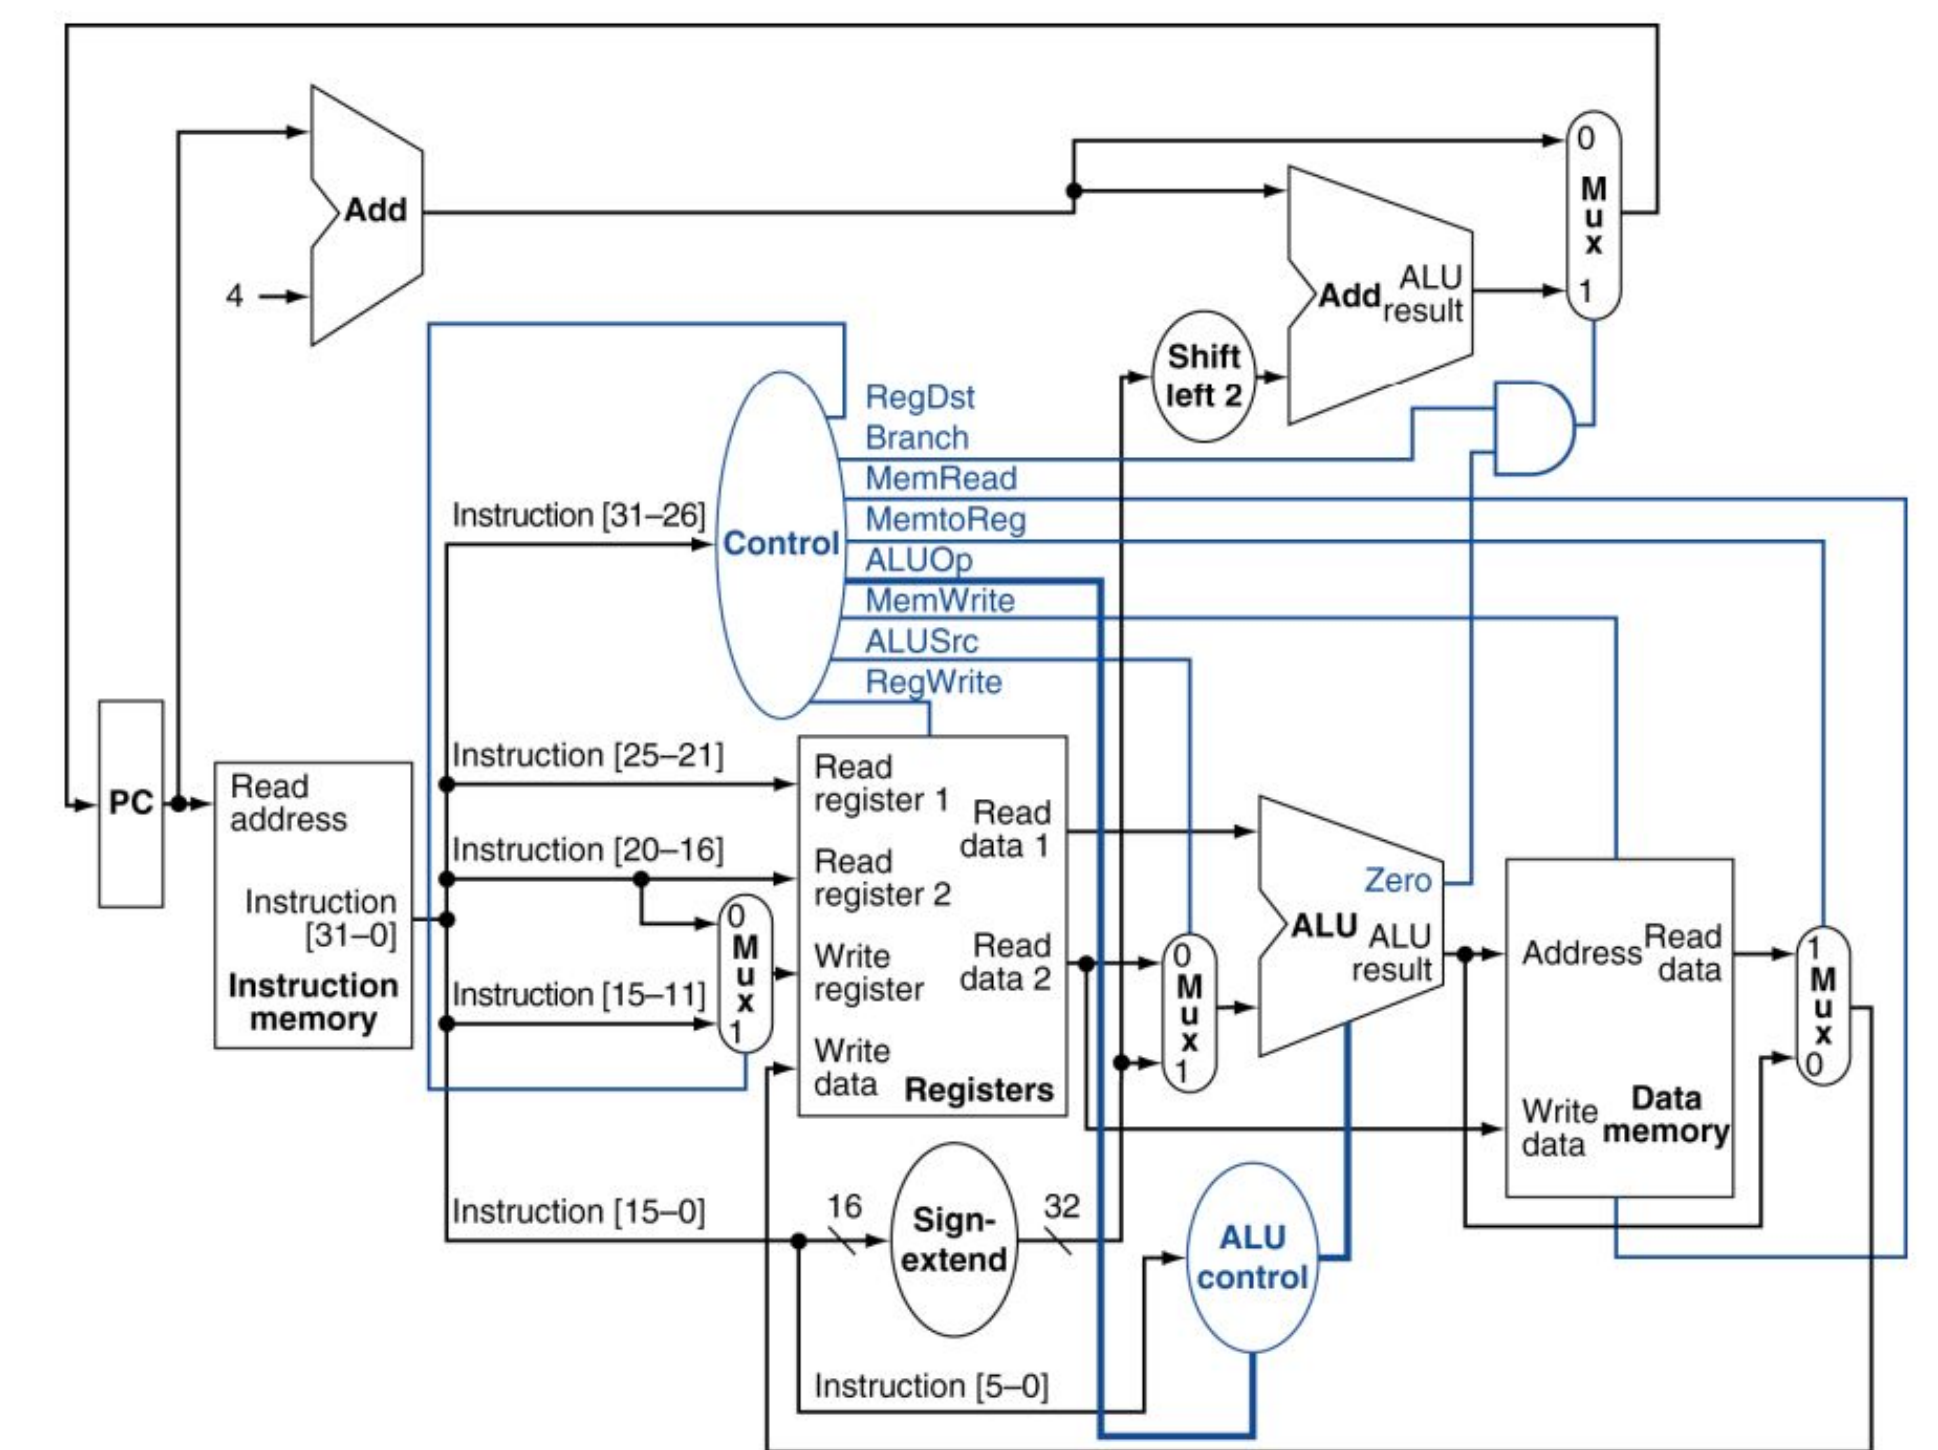 Add
4
0
M
u
x
1
Add
ALU
result
Shift
left 2
RegDst
Branch
MemRead
MemtoReg
ALUOp
MemWrite
ALUSrc
RegWrite
Control
Instruction [31–26]
Instruction [25–21]
Instruction [20–16]
Instruction [15–11]
Instruction [15–0]
Instruction [5–0]
PC
Read
address
Instruction
[31–0]
Instruction
memory
0
M
u
x
1
Read
register 1
Read
register 2
Write
register
Write
data
Read
data 1
Read
data 2
Registers
16
Sign-
extend
32
0
M
u
x
1
Zero
ALU
ALU
result
ALU
control
Address
Read
data
Write
data
Data
memory
1
M
u
x
0